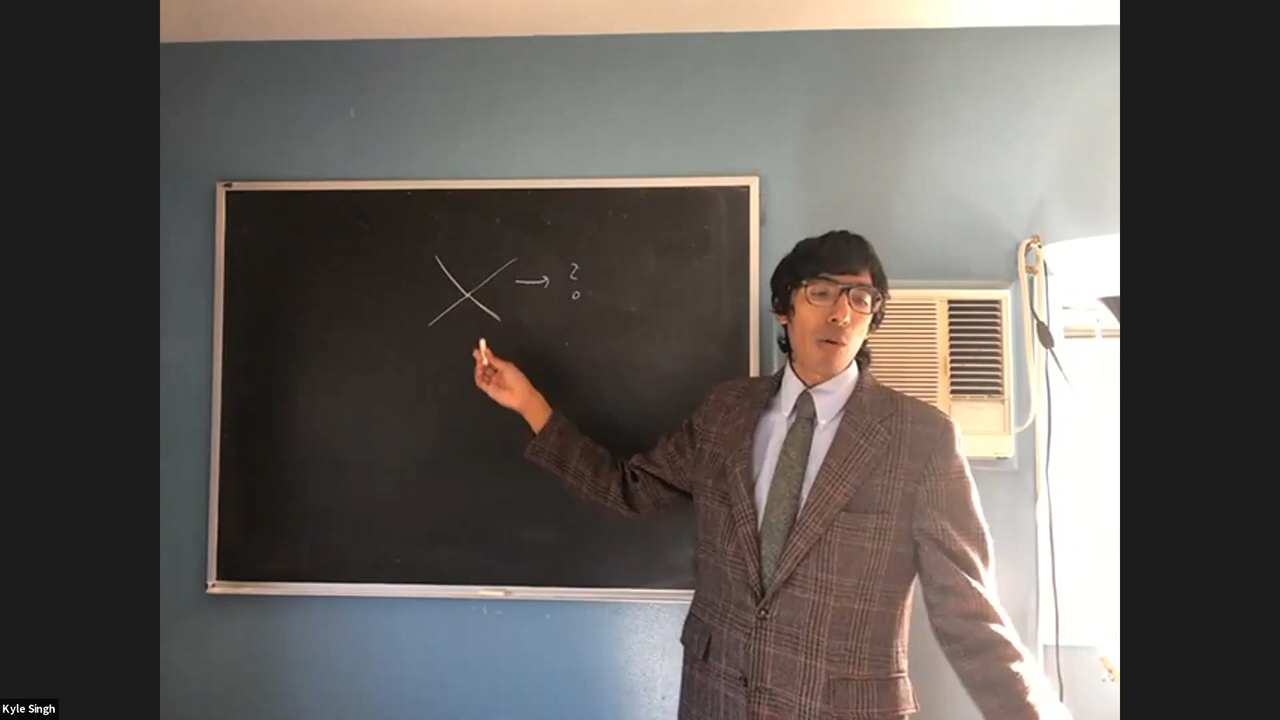 X → ?
Kyle Singh